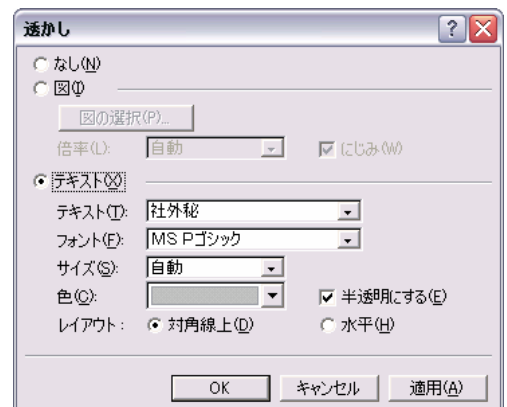 透かし
なし(N)
図(I)
図の選択(P)...
倍率(L): 自動 にじみ(W)
テキスト(X)
テキスト(T): 社外秘
フォント(F): MS Pゴシック
サイズ(S): 自動
色(C): 半透明にする(E)
レイアウト: 対角線上(D) 水平(H)
OK キャンセル 適用(A)